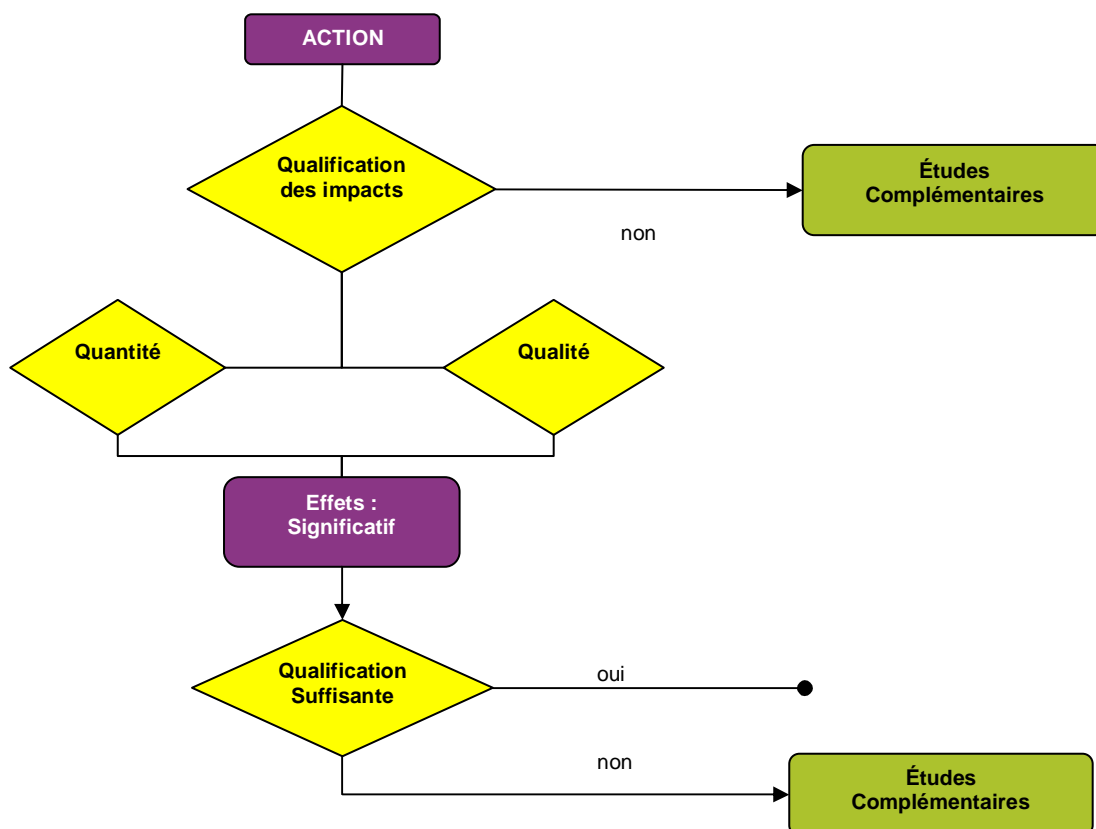 ACTION
Qualification
des impacts
Études
Complémentaires
non
Quantité
Qualité
Effets :
Significatif
Qualification
Suffisante
oui
non
Études
Complémentaires